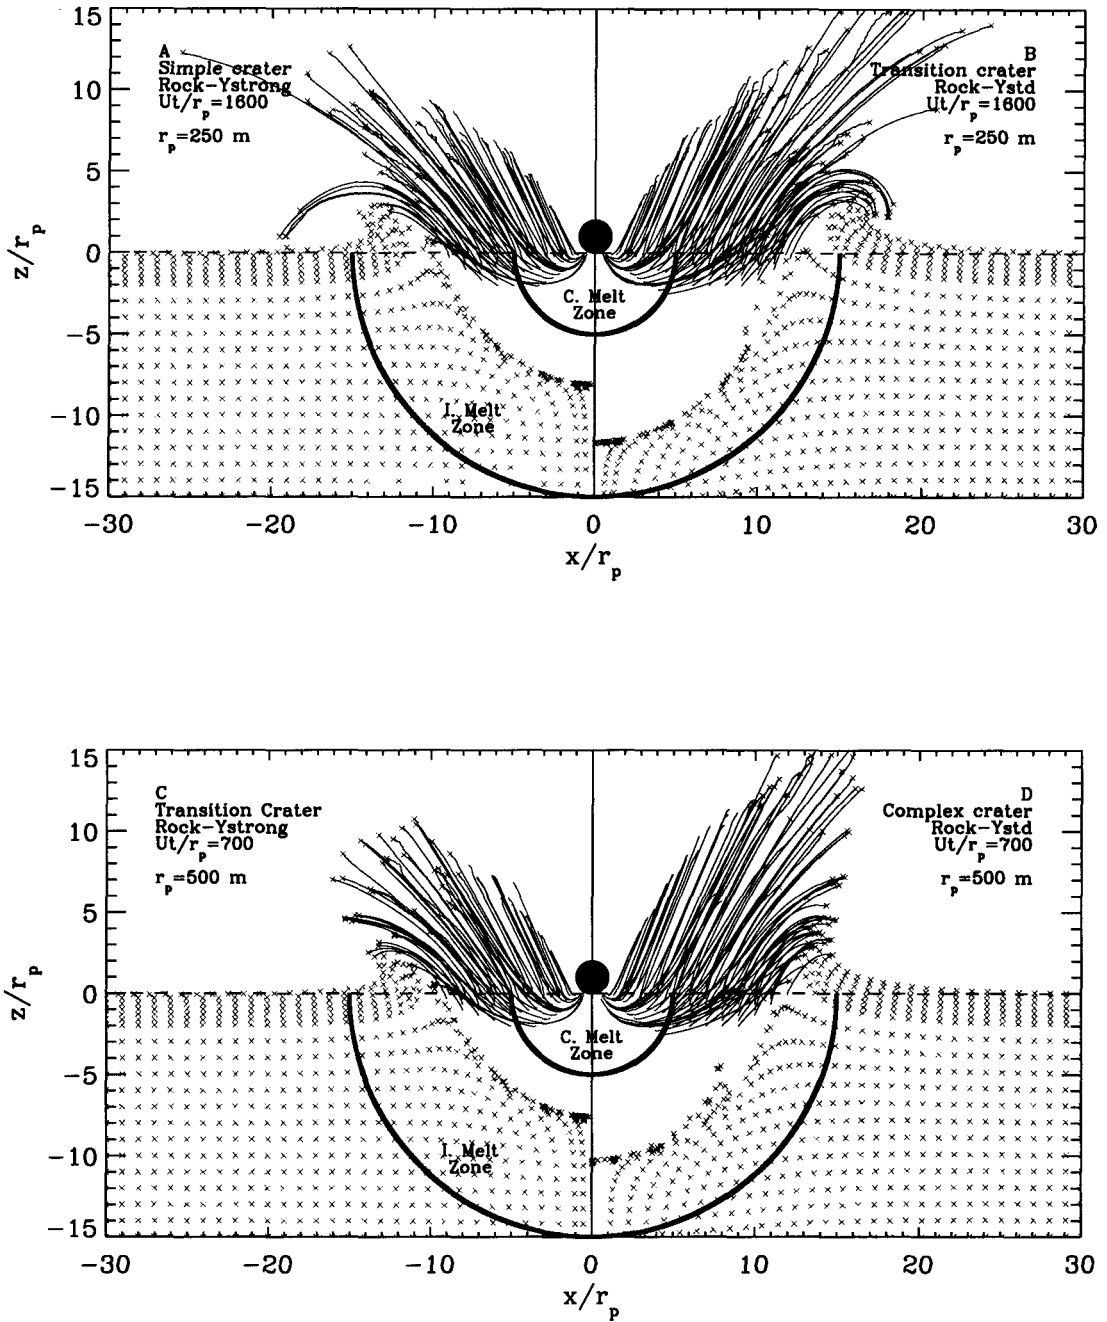 15
10
5
0
−5
−10
−15
z/r_p
A
Simple crater
Rock−Ystrong
Ut/r_p=1600
r_p=250 m
B
Transition crater
Rock−Ystd
Ut/r_p=1600
r_p=250 m
C. Melt
Zone
I. Melt
Zone
−30 −20 −10 0 10 20 30
x/r_p
15
10
5
0
−5
−10
−15
z/r_p
C
Transition Crater
Rock−Ystrong
Ut/r_p=700
r_p=500 m
D
Complex crater
Rock−Ystd
Ut/r_p=700
r_p=500 m
C. Melt
Zone
I. Melt
Zone
−30 −20 −10 0 10 20 30
x/r_p